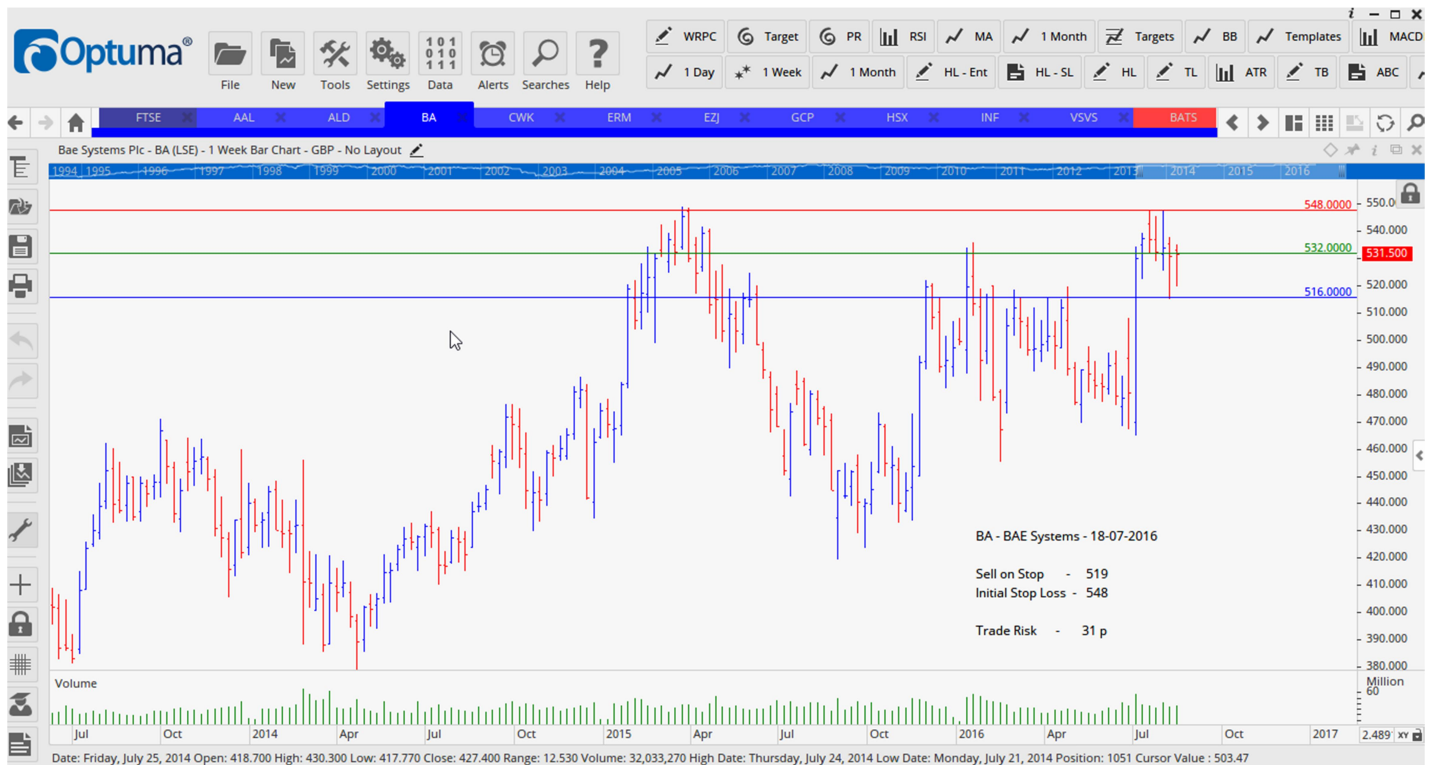 Optuma®
File New Tools Settings Data Alerts Searches Help
WRPC Target PR RSI MA 1 Month Targets BB Templates MACD
1 Day 1 Week 1 Month HL - Ent HL - SL HL TL ATR TB ABC
FTSE AAL ALD BA CWK ERM EZJ GCP HSX INF VSVS BATS
Bae Systems Plc - BA (LSE) - 1 Week Bar Chart - GBP - No Layout
1994 1995 1996 1997 1998 1999 2000 2001 2002 2003 2004 2005 2006 2007 2008 2009 2010 2011 2012 2013 2014 2015 2016
548.0000
550.0
540.000
532.0000
531.500
520.000
516.0000
510.000
500.000
490.000
480.000
470.000
460.000
450.000
440.000
430.000
420.000
410.000
400.000
390.000
380.000
BA - BAE Systems - 18-07-2016
Sell on Stop - 519
Initial Stop Loss - 548
Trade Risk - 31 p
Volume
Million
60
Jul Oct 2014 Apr Jul Oct 2015 Apr Jul Oct 2016 Apr Jul Oct 2017 2.489 XY
Date: Friday, July 25, 2014 Open: 418.700 High: 430.300 Low: 417.770 Close: 427.400 Range: 12.530 Volume: 32,033,270 High Date: Thursday, July 24, 2014 Low Date: Monday, July 21, 2014 Position: 1051 Cursor Value : 503.47